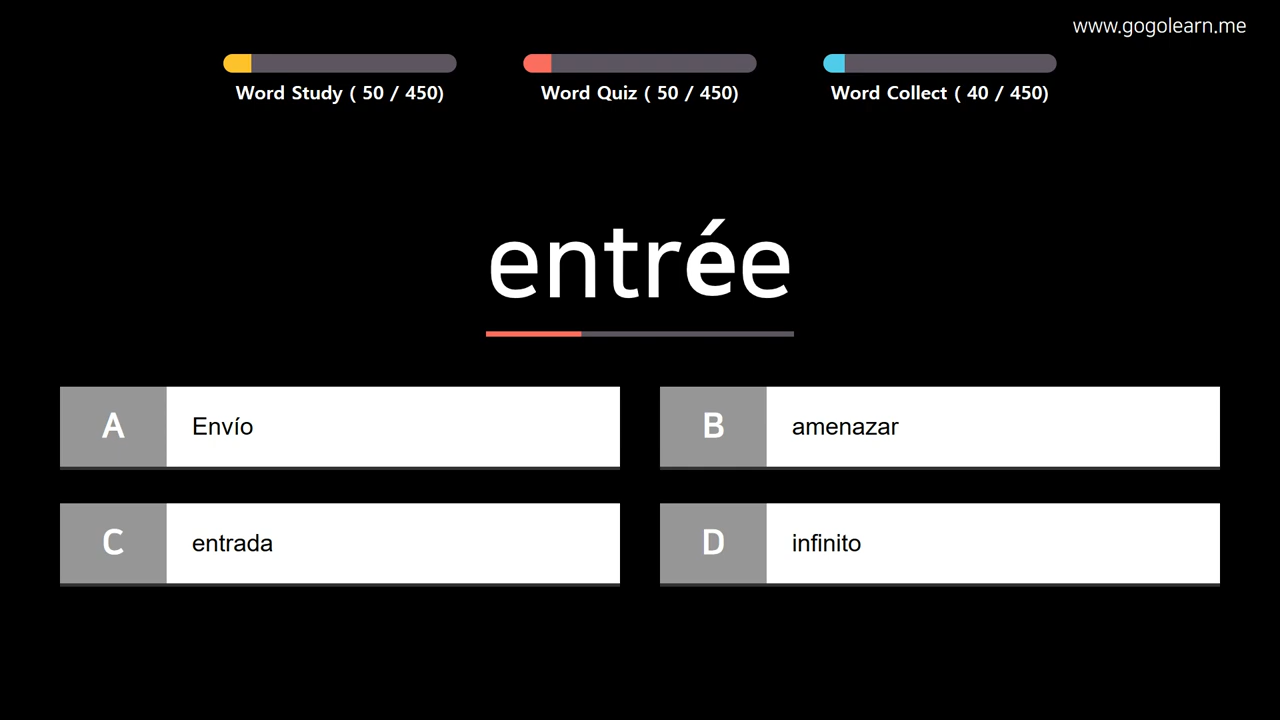 www.gogolearn.me
Word Study ( 50 / 450)
Word Quiz ( 50 / 450)
Word Collect ( 40 / 450)
entrée
A Envío
B amenazar
C entrada
D infinito